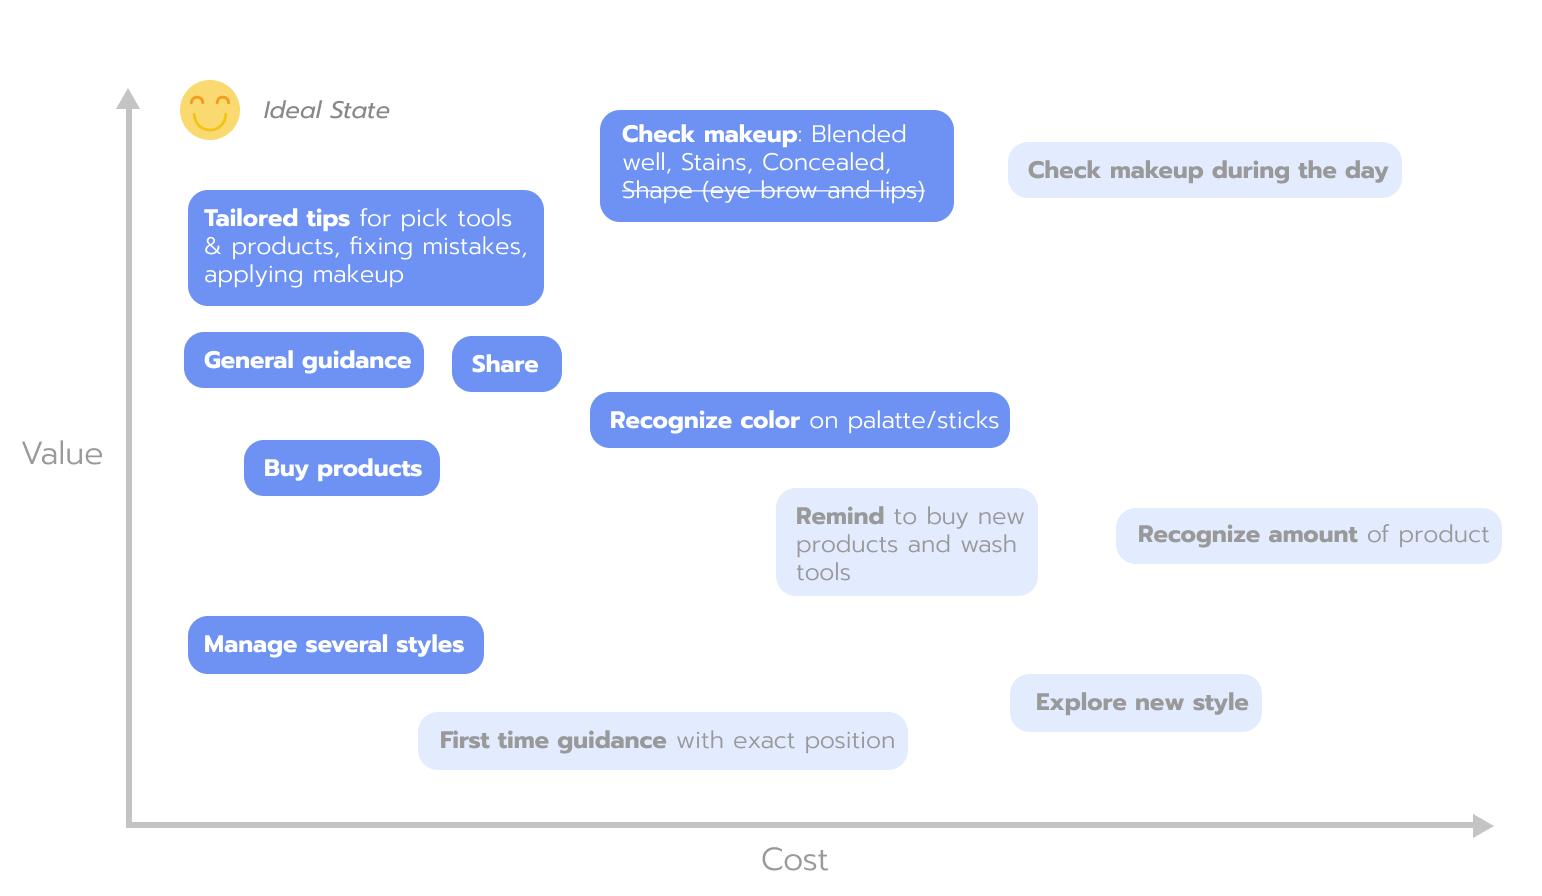 Ideal State
Check makeup: Blended
well, Stains, Concealed,
Shape (eye brow and lips)
Check makeup during the day
Tailored tips for pick tools
& products, fixing mistakes,
applying makeup
General guidance
Share
Recognize color on palatte/sticks
Value
Buy products
Remind to buy new
products and wash
tools
Recognize amount of product
Manage several styles
Explore new style
First time guidance with exact position
Cost